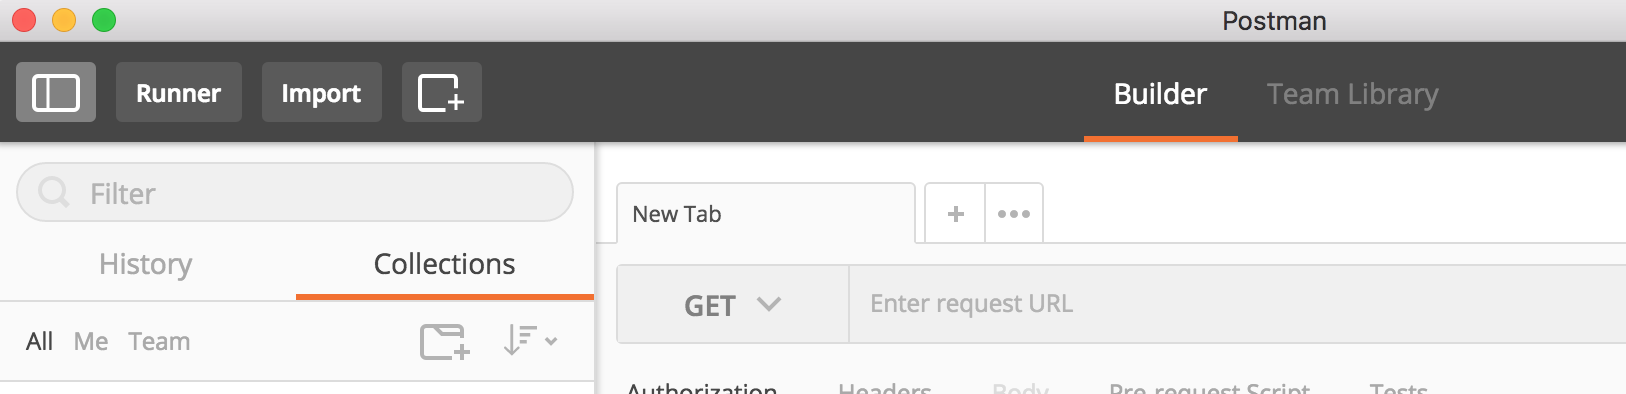 Postman
Runner Import
Builder Team Library
Filter
History Collections
All Me Team
New Tab
GET Enter request URL
Authorization Headers Body Pre-request Script Tests